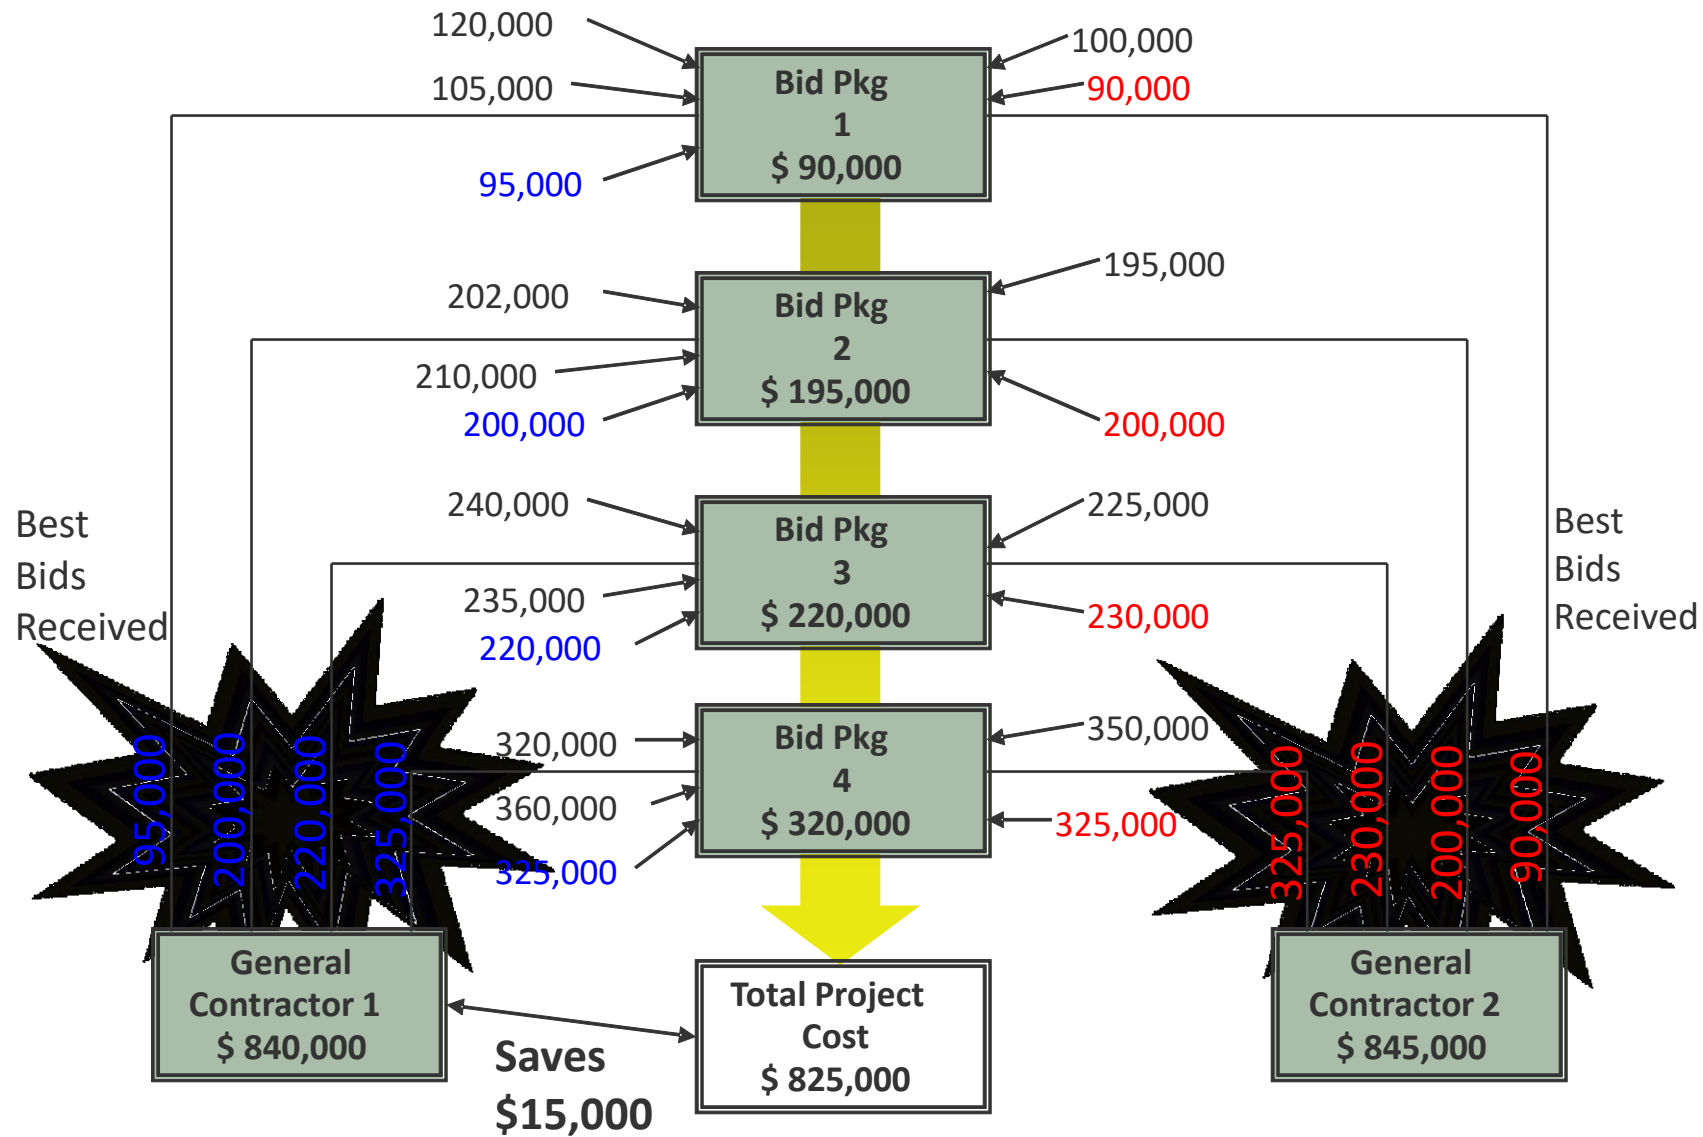 120,000
100,000
105,000
90,000
95,000
Bid Pkg
1
$ 90,000
202,000
195,000
210,000
200,000
200,000
Bid Pkg
2
$ 195,000
240,000
225,000
235,000
230,000
220,000
Bid Pkg
3
$ 220,000
Best
Bids
Received
Best
Bids
Received
320,000
350,000
360,000
325,000
325,000
Bid Pkg
4
$ 320,000
95,000
200,000
220,000
325,000
325,000
230,000
200,000
90,000
General
Contractor 1
$ 840,000
Saves
$15,000
Total Project
Cost
$ 825,000
General
Contractor 2
$ 845,000